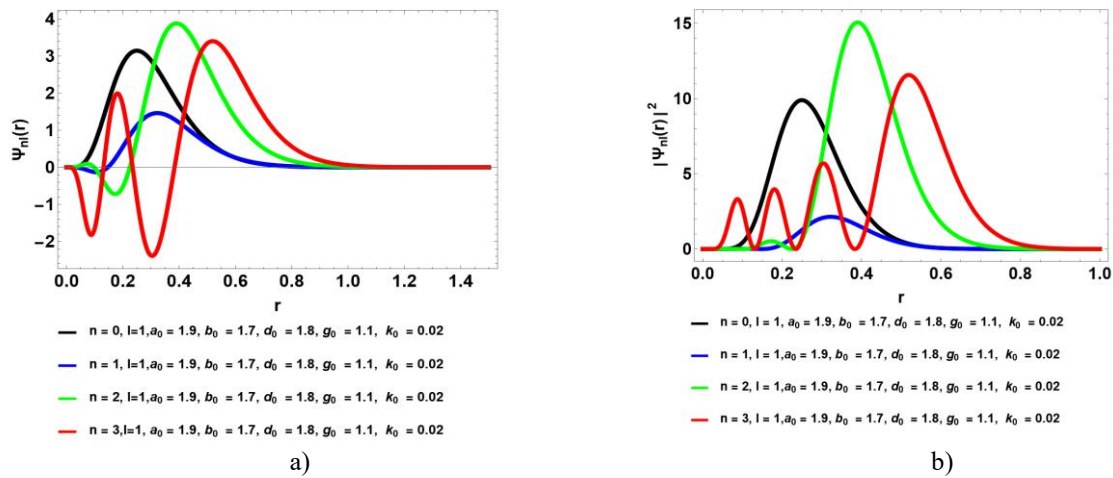 4
3
2
1
0
-1
-2
Ψnl(r)
0.0 0.2 0.4 0.6 0.8 1.0 1.2 1.4
r
n = 0, l=1,a0 = 1.9, b0 = 1.7, d0 = 1.8, g0 = 1.1, k0 = 0.02
n = 1, l=1,a0 = 1.9, b0 = 1.7, d0 = 1.8, g0 = 1.1, k0 = 0.02
n = 2, l=1,a0 = 1.9, b0 = 1.7, d0 = 1.8, g0 = 1.1, k0 = 0.02
n = 3,l=1, a0 = 1.9, b0 = 1.7, d0 = 1.8, g0 = 1.1, k0 = 0.02
a)
15
10
5
0
|Ψnl(r)|²
0.0 0.2 0.4 0.6 0.8 1.0
r
n = 0, l = 1, a0 = 1.9, b0 = 1.7, d0 = 1.8, g0 = 1.1, k0 = 0.02
n = 1, l = 1,a0 = 1.9, b0 = 1.7, d0 = 1.8, g0 = 1.1, k0 = 0.02
n = 2, l = 1,a0 = 1.9, b0 = 1.7, d0 = 1.8, g0 = 1.1, k0 = 0.02
n = 3, l = 1,a0 = 1.9, b0 = 1.7, d0 = 1.8, g0 = 1.1, k0 = 0.02
b)